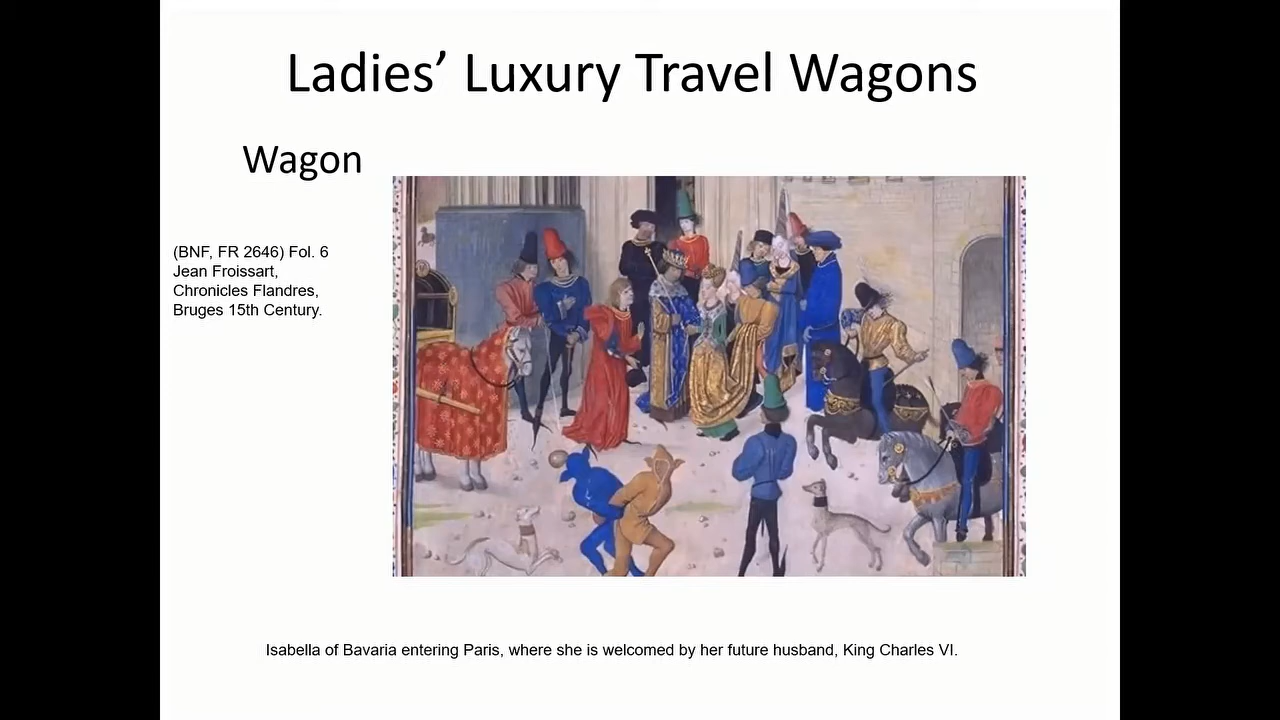 Ladies’ Luxury Travel Wagons
Wagon
(BNF, FR 2646) Fol. 6
Jean Froissart,
Chronicles Flandres,
Bruges 15th Century.
Isabella of Bavaria entering Paris, where she is welcomed by her future husband, King Charles VI.